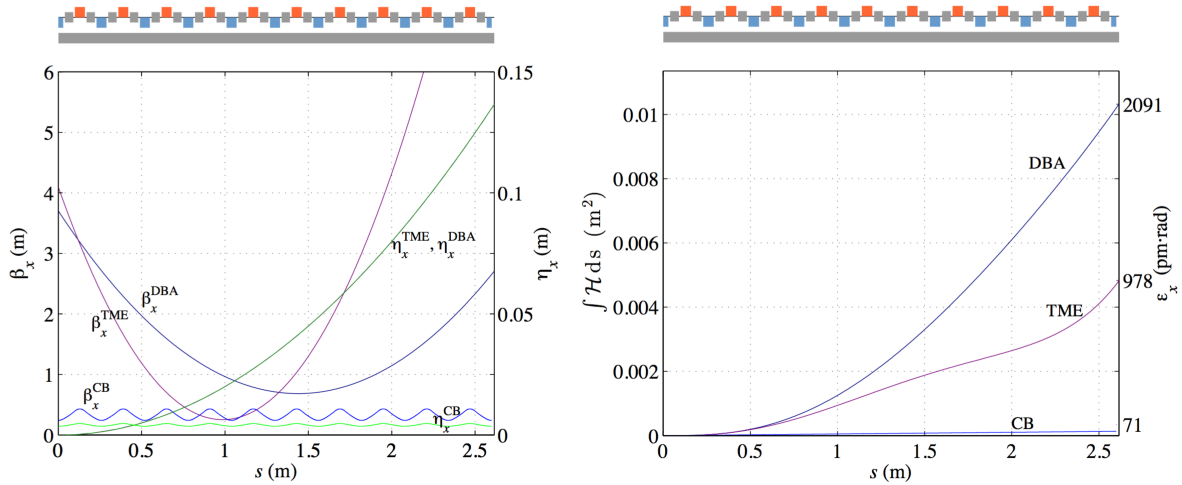 6
5
4
3
2
1
0
β_x (m)
0.15
0.1
0.05
0
η_x (m)
β_x^DBA
β_x^TME
η_x^TME, η_x^DBA
β_x^CB
η_x^CB
0 0.5 1 1.5 2 2.5
s (m)
0.01
0.008
0.006
0.004
0.002
0
∫ℋ ds (m²)
DBA
TME
CB
2091
978
71
ε_x (pm·rad)
0 0.5 1 1.5 2 2.5
s (m)